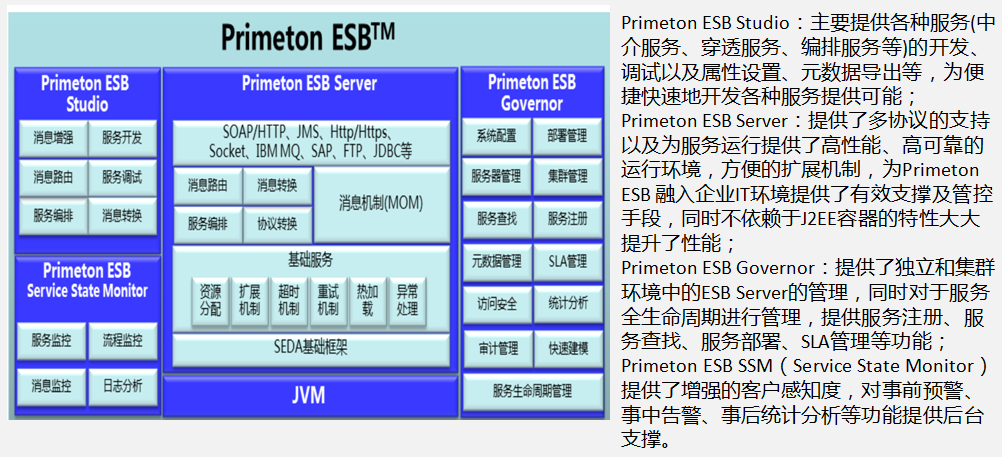 Primeton ESB™
Primeton ESB
Studio
消息增强
服务开发
消息路由
服务调试
服务编排
消息转换
Primeton ESB
Service State Monitor
服务监控
流程监控
消息监控
日志分析
Primeton ESB Server
SOAP/HTTP、JMS、Http/Https、
Socket、IBM MQ、SAP、FTP、JDBC等
消息路由
消息转换
服务编排
协议转换
消息机制(MOM)
基础服务
资源
分配
扩展
机制
超时
机制
重试
机制
热加
载
异常
处理
SEDA基础框架
JVM
Primeton ESB
Governor
系统配置
部署管理
服务器管理
集群管理
服务查找
服务注册
元数据管理
SLA管理
访问安全
统计分析
审计管理
快速建模
服务生命周期管理
Primeton ESB Studio：主要提供各种服务(中
介服务、穿透服务、编排服务等)的开发、
调试以及属性设置、元数据导出等，为便
捷快速地开发各种服务提供可能；
Primeton ESB Server：提供了多协议的支持
以及为服务运行提供了高性能、高可靠的
运行环境，方便的扩展机制，为Primeton
ESB 融入企业IT环境提供了有效支撑及管控
手段，同时不依赖于J2EE容器的特性大大
提升了性能；
Primeton ESB Governor：提供了独立和集群
环境中的ESB Server的管理，同时对于服务
全生命周期进行管理，提供服务注册、服
务查找、服务部署、SLA管理等功能；
Primeton ESB SSM（Service State Monitor）
提供了增强的客户感知度，对事前预警、
事中告警、事后统计分析等功能提供后台
支撑。